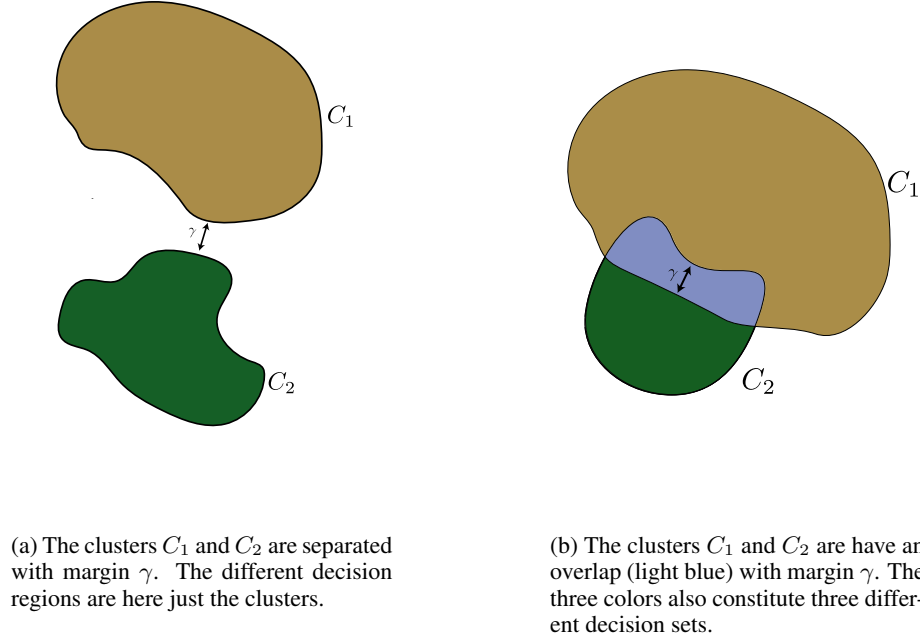 C₁
γ
C₂
C₁
γ
C₂
(a) The clusters C₁ and C₂ are separated
with margin γ. The different decision
regions are here just the clusters.
(b) The clusters C₁ and C₂ are have an
overlap (light blue) with margin γ. The
three colors also constitute three differ-
ent decision sets.